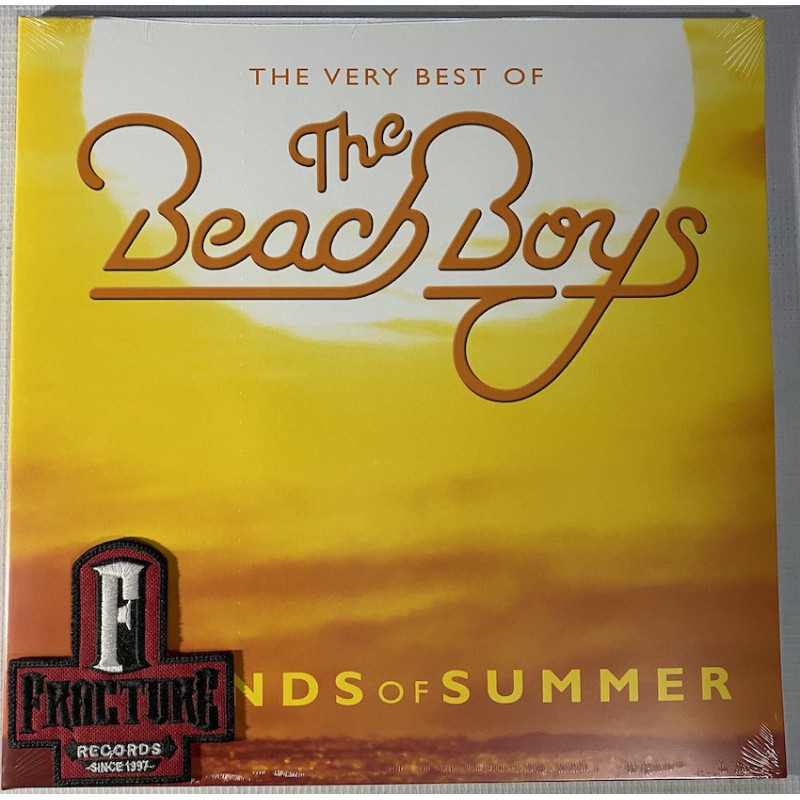 THE VERY BEST OF
The
Beach Boys
NDS OF SUMMER
F
FRACTURE
RECORDS
-SINCE 1997-